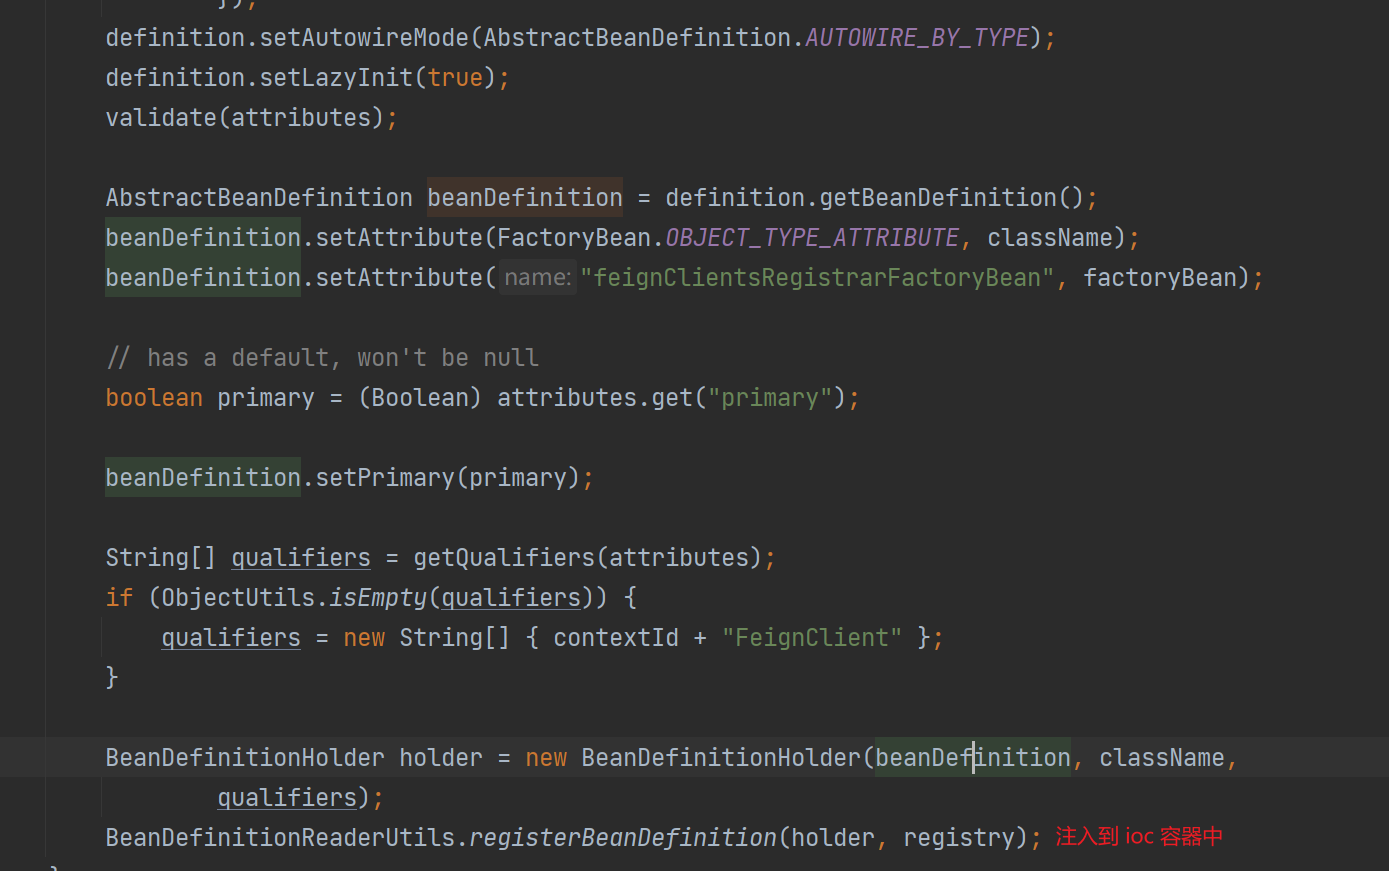 });
definition.setAutowireMode(AbstractBeanDefinition.AUTOWIRE_BY_TYPE);
definition.setLazyInit(true);
validate(attributes);
AbstractBeanDefinition beanDefinition = definition.getBeanDefinition();
beanDefinition.setAttribute(FactoryBean.OBJECT_TYPE_ATTRIBUTE, className);
beanDefinition.setAttribute( name: "feignClientsRegistrarFactoryBean", factoryBean);
// has a default, won't be null
boolean primary = (Boolean) attributes.get("primary");
beanDefinition.setPrimary(primary);
String[] qualifiers = getQualifiers(attributes);
if (ObjectUtils.isEmpty(qualifiers)) {
qualifiers = new String[] { contextId + "FeignClient" };
}
BeanDefinitionHolder holder = new BeanDefinitionHolder(beanDefinition, className,
qualifiers);
BeanDefinitionReaderUtils.registerBeanDefinition(holder, registry); 注入到 ioc 容器中
}